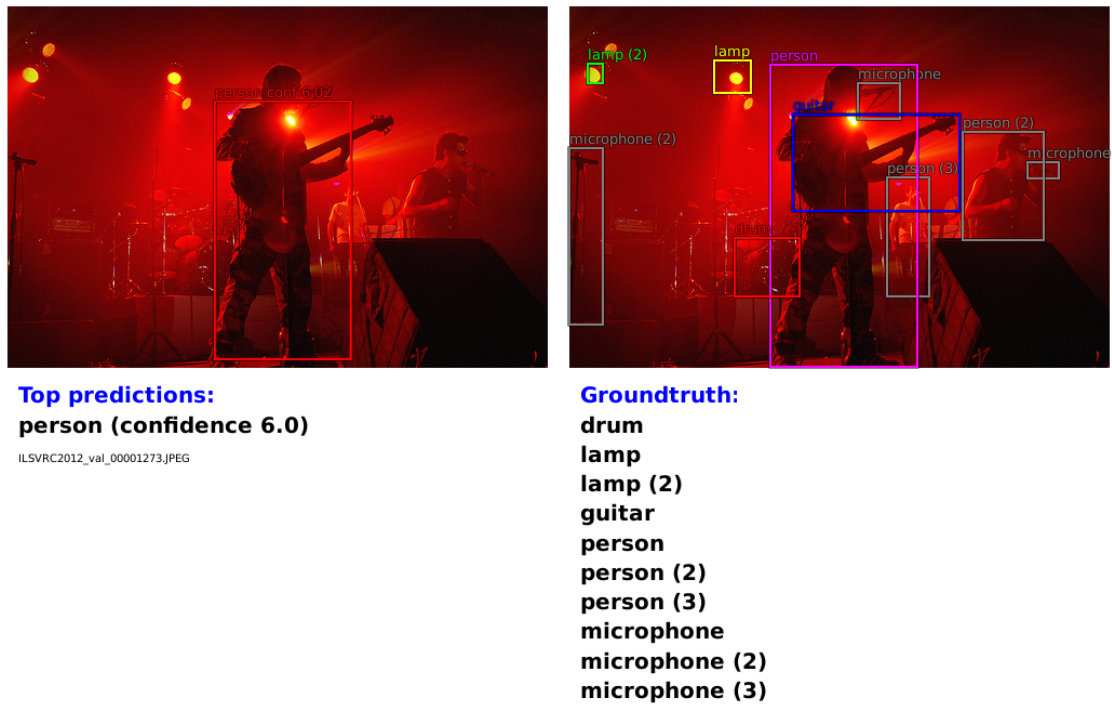 person conf 6.02
lamp (2)
lamp
person
microphone
guitar
microphone (2)
person (2)
microphone
person (3)
drum
Top predictions:
person (confidence 6.0)
ILSVRC2012_val_00001273.JPEG
Groundtruth:
drum
lamp
lamp (2)
guitar
person
person (2)
person (3)
microphone
microphone (2)
microphone (3)